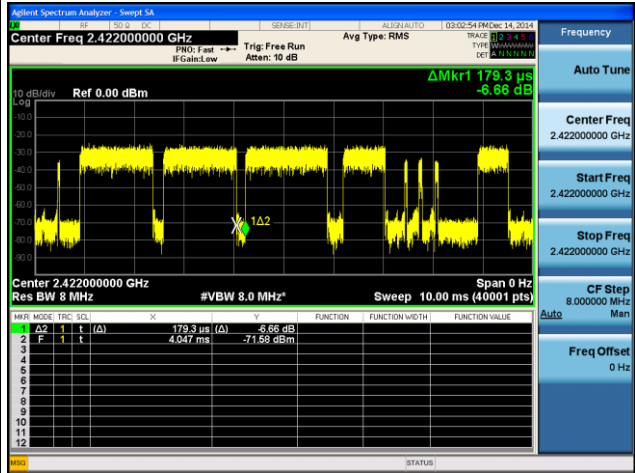 Agilent Spectrum Analyzer - Swept SA
RF 50 Ω DC SENSE:INT ALIGN AUTO 03:02:54 PM Dec 14, 2014
Center Freq 2.422000000 GHz
PNO: Fast
IFGain:Low
Trig: Free Run
Atten: 10 dB
Avg Type: RMS
TRACE 1 2 3 4 5 6
TYPE
DET A N N N N N
Frequency
ΔMkr1 179.3 µs
-6.66 dB
10 dB/div Ref 0.00 dBm
Log
-10.0
-20.0
-30.0
-40.0
-50.0
-60.0
-70.0
-80.0
-90.0
1Δ2
Center 2.422000000 GHz Span 0 Hz
Res BW 8 MHz #VBW 8.0 MHz* Sweep 10.00 ms (40001 pts)
MKR MODE TRC SCL X Y FUNCTION FUNCTION WIDTH FUNCTION VALUE
1 Δ2 1 t (Δ) 179.3 µs (Δ) -6.66 dB
2 F 1 t 4.047 ms -71.58 dBm
3
4
5
6
7
8
9
10
11
12
Auto Tune
Center Freq
2.422000000 GHz
Start Freq
2.422000000 GHz
Stop Freq
2.422000000 GHz
CF Step
8.000000 MHz
Auto Man
Freq Offset
0 Hz
MSG STATUS